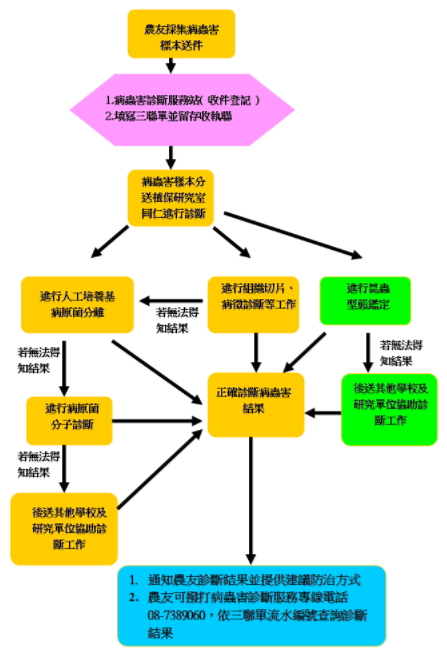 農友採集病蟲害
標本送件
1.病蟲害診斷服務站( 收件登記 )
2.填寫三聯單並留存收執聯
病蟲害樣本分
送植保研究室
同仁進行診斷
進行人工培養基
病原菌分離
若無法得
知結果
進行組織切片、
病徵診斷等工作
進行昆蟲
型態鑑定
若無法得
知結果
若無法得
知結果
正確診斷病蟲害
結果
後送其他學校及
研究單位協助診
斷工作
進行病原菌
分子診斷
若無法得
知結果
後送其他學校及
研究單位協助診
斷工作
1. 通知農友診斷結果並提供建議防治方式
2. 農友可撥打病蟲害診斷服務專線電話
08-7389060，依三聯單流水編號查詢診斷
結果